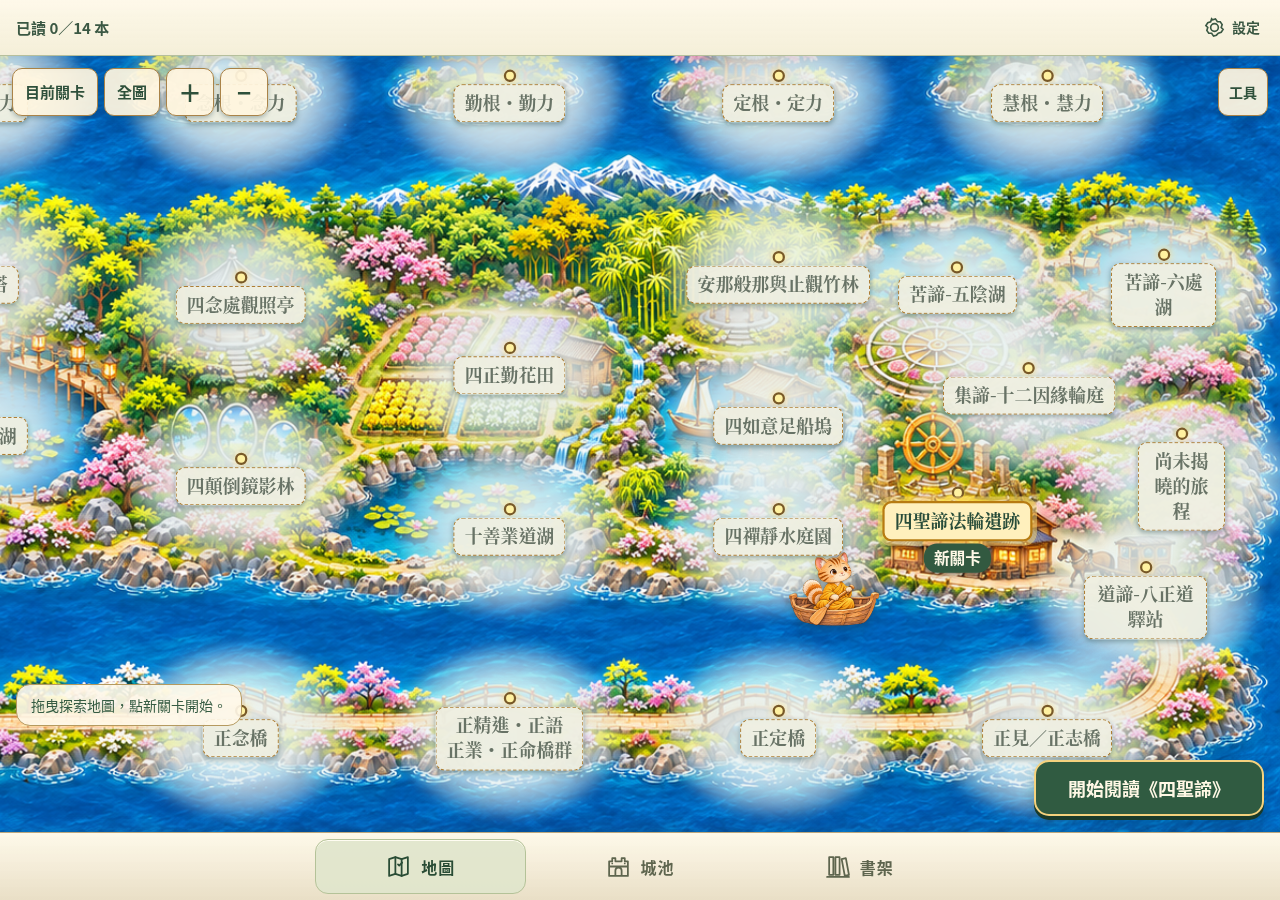 已讀 0／14 本
設定
目前關卡
全圖
＋
－
工具
力
勤根・勤力
定根・定力
慧根・慧力
塔
四念處觀照亭
安那般那與止觀竹林
苦諦-五陰湖
苦諦-六處
湖
四正勤花田
集諦-十二因緣輪庭
四如意足船塢
湖
四顛倒鏡影林
尚未揭
曉的旅
程
四聖諦法輪遺跡
新關卡
十善業道湖
四禪靜水庭園
道諦-八正道
驛站
拖曳探索地圖，點新關卡開始。
正念橋
正精進・正語
正業・正命橋群
正定橋
正見／正志橋
開始閱讀《四聖諦》
地圖
城池
書架